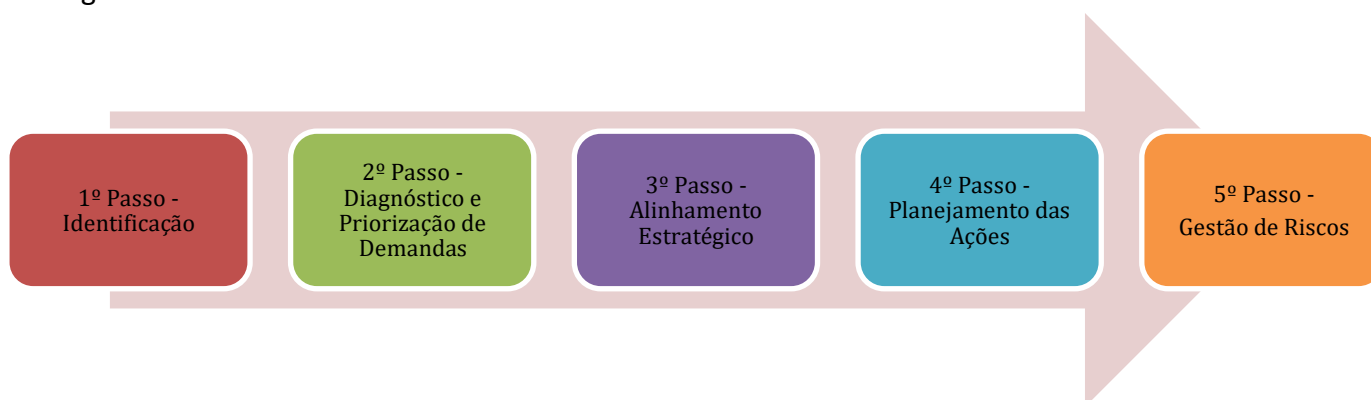 1º Passo -
Identificação
2º Passo -
Diagnóstico e
Priorização de
Demandas
3º Passo -
Alinhamento
Estratégico
4º Passo -
Planejamento das
Ações
5º Passo -
Gestão de Riscos